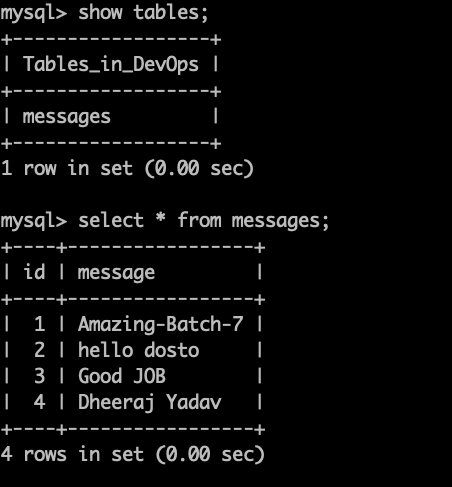 mysql> show tables;
+------------------+
| Tables_in_DevOps |
+------------------+
| messages         |
+------------------+
1 row in set (0.00 sec)

mysql> select * from messages;
+----+-----------------+
| id | message         |
+----+-----------------+
|  1 | Amazing-Batch-7 |
|  2 | hello dosto     |
|  3 | Good JOB        |
|  4 | Dheeraj Yadav   |
+----+-----------------+
4 rows in set (0.00 sec)